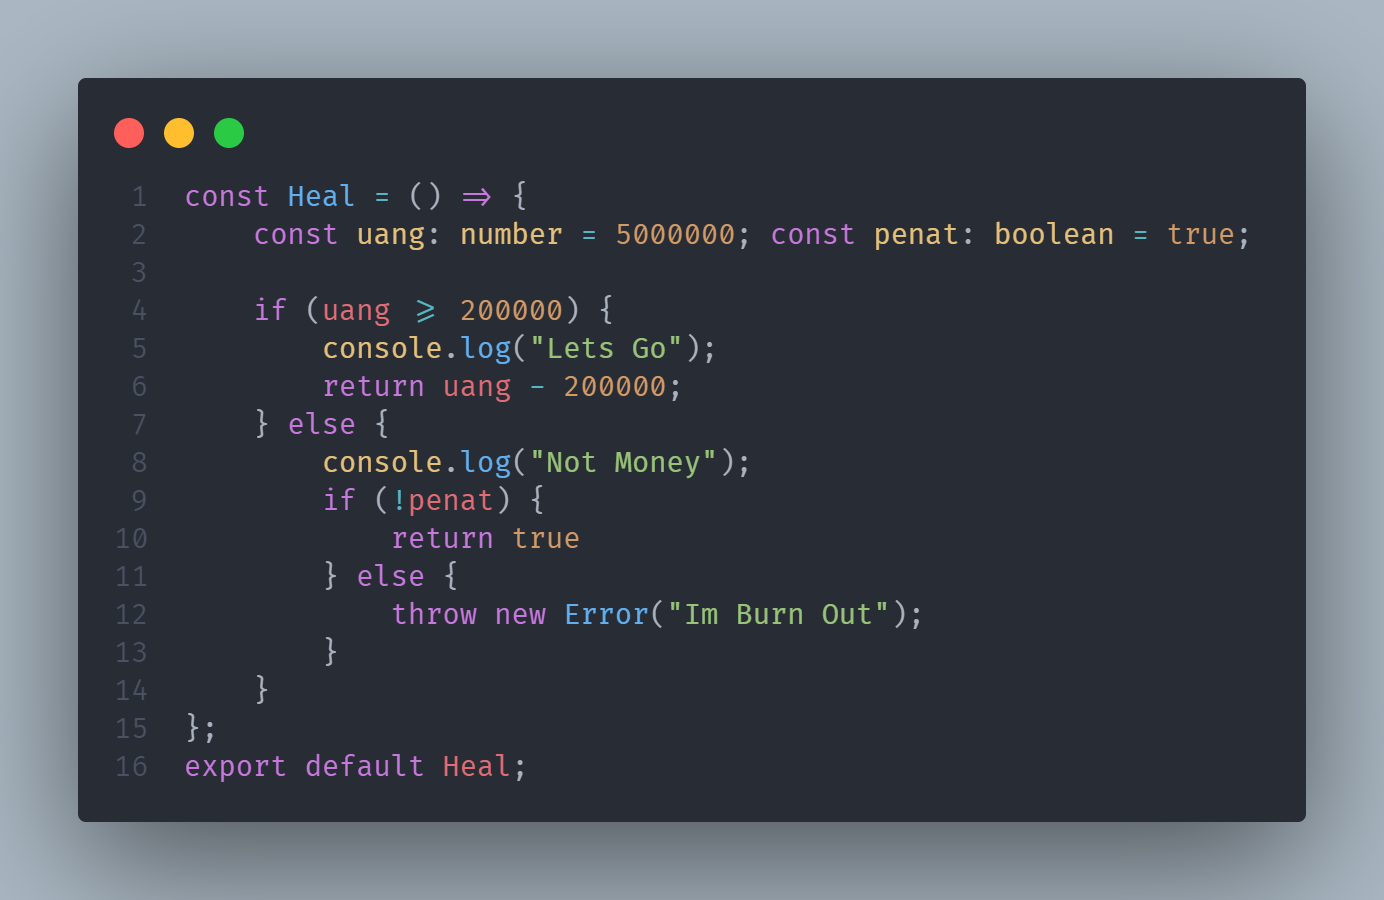 1 const Heal = () => {
2 const uang: number = 5000000; const penat: boolean = true;
3
4 if (uang >= 200000) {
5 console.log("Lets Go");
6 return uang - 200000;
7 } else {
8 console.log("Not Money");
9 if (!penat) {
10 return true
11 } else {
12 throw new Error("Im Burn Out");
13 }
14 }
15 };
16 export default Heal;